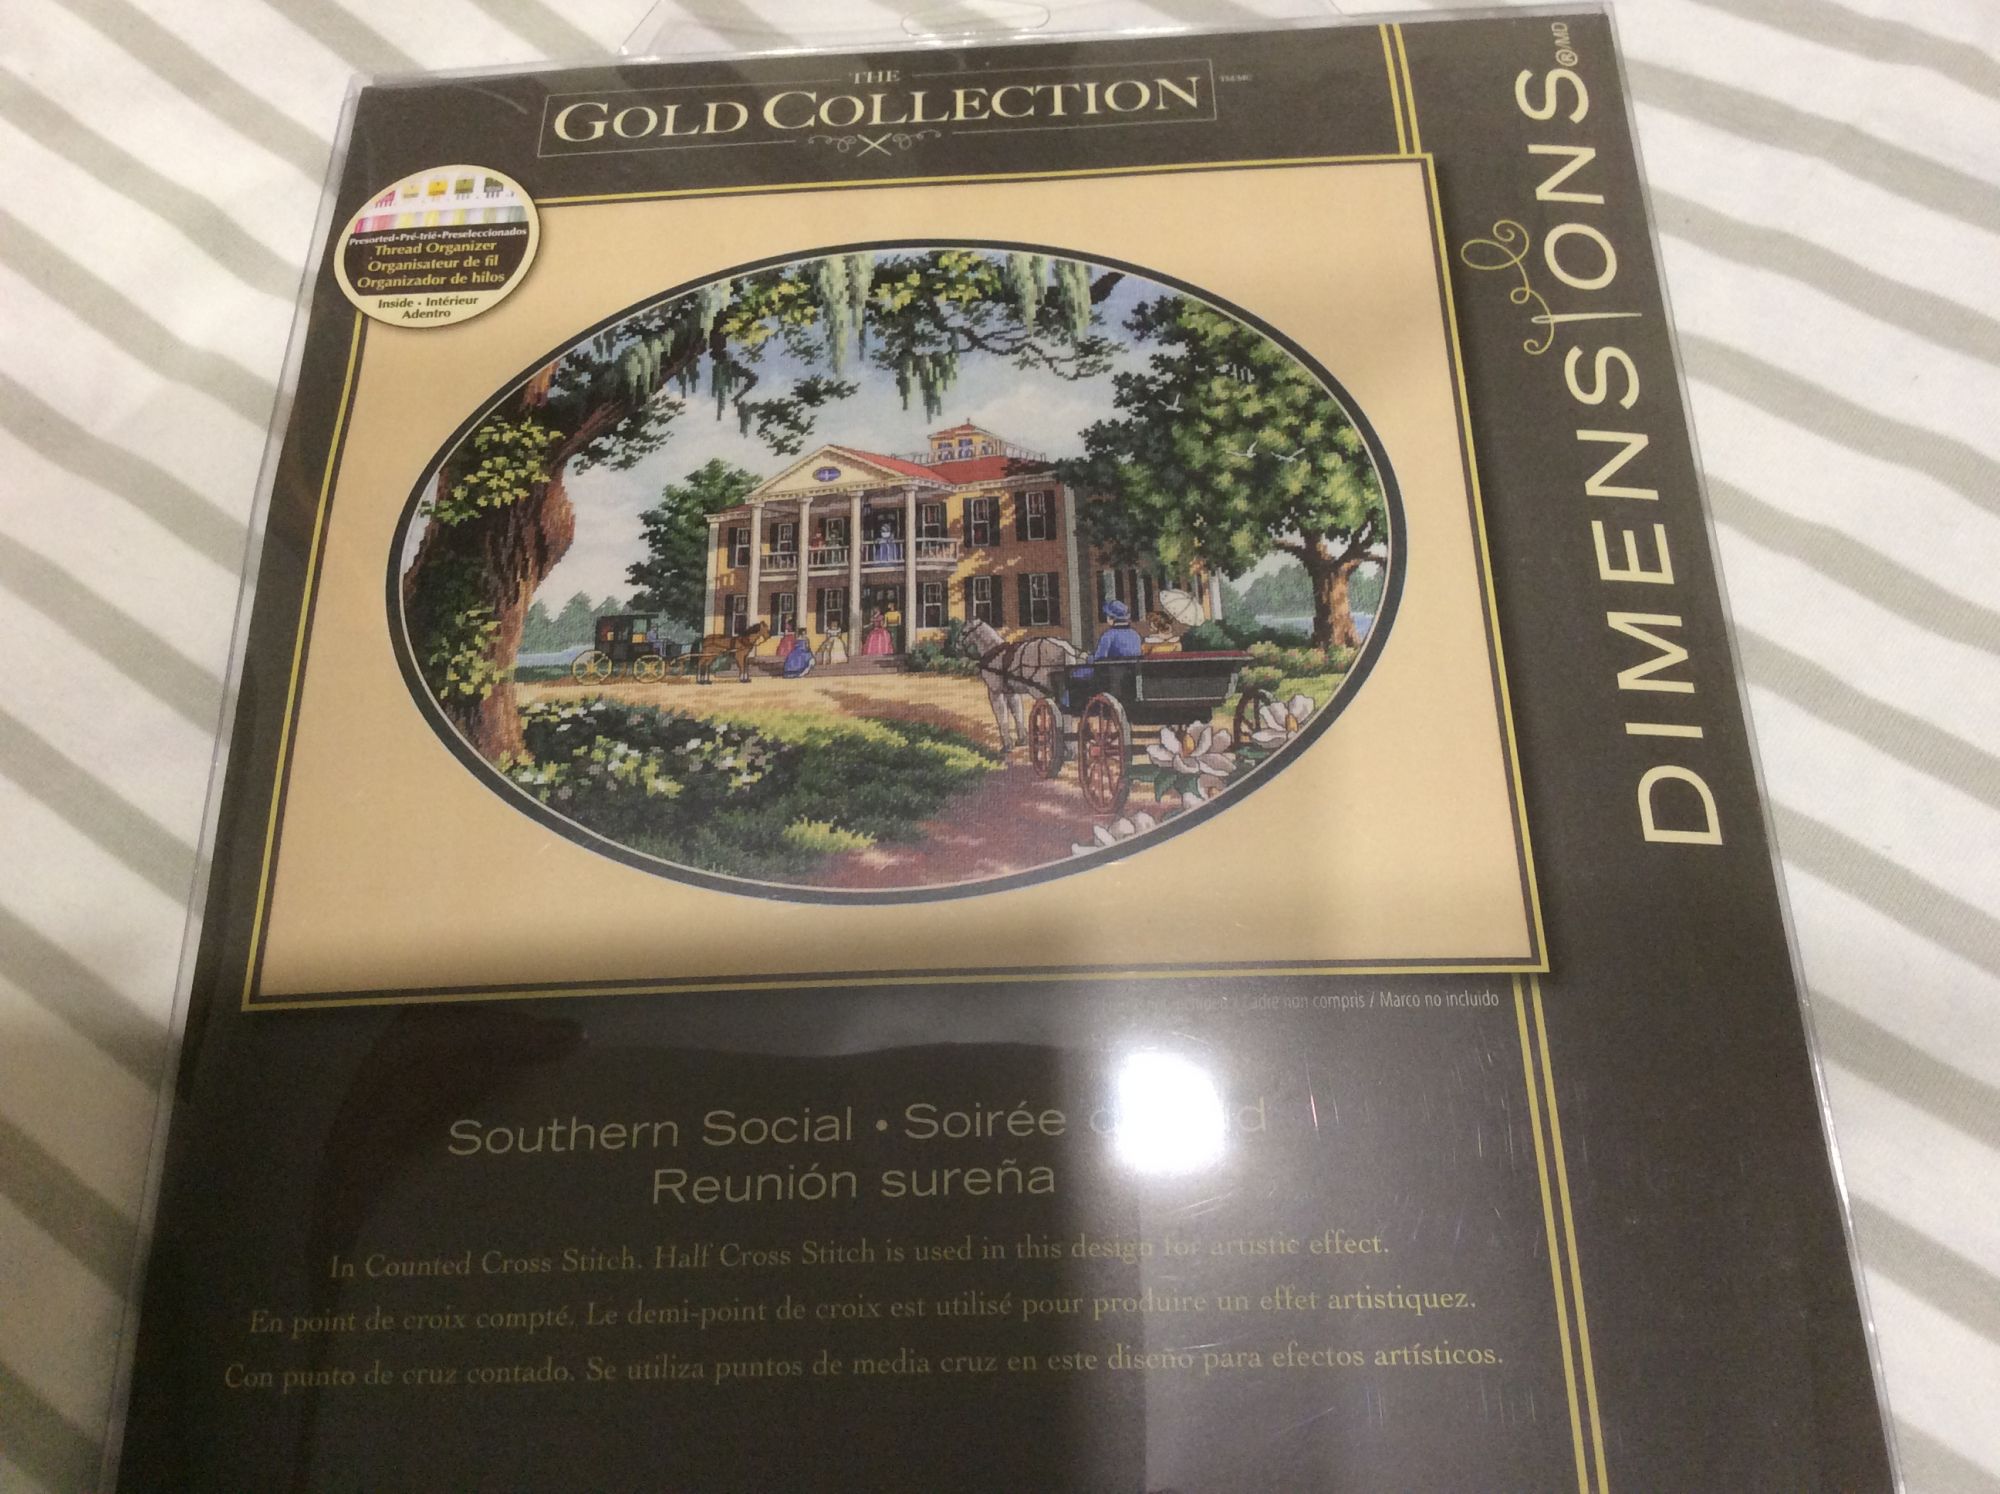 THE
GOLD COLLECTION
TM/MC
DIMENSIONS®/MD
Presorted•Pré-trié•Preseleccionados
Thread Organizer
Organisateur de fil
Organizador de hilos
Inside • Intérieur
Adentro
Cadre non compris / Marco no incluido
Southern Social • Soirée
Reunión sureña
In Counted Cross Stitch. Half Cross Stitch is used in this design for artistic effect.
En point de croix compté. Le demi-point de croix est utilisé pour produire un effet artistiquez.
Con punto de cruz contado. Se utiliza puntos de media cruz en este diseño para efectos artísticos.